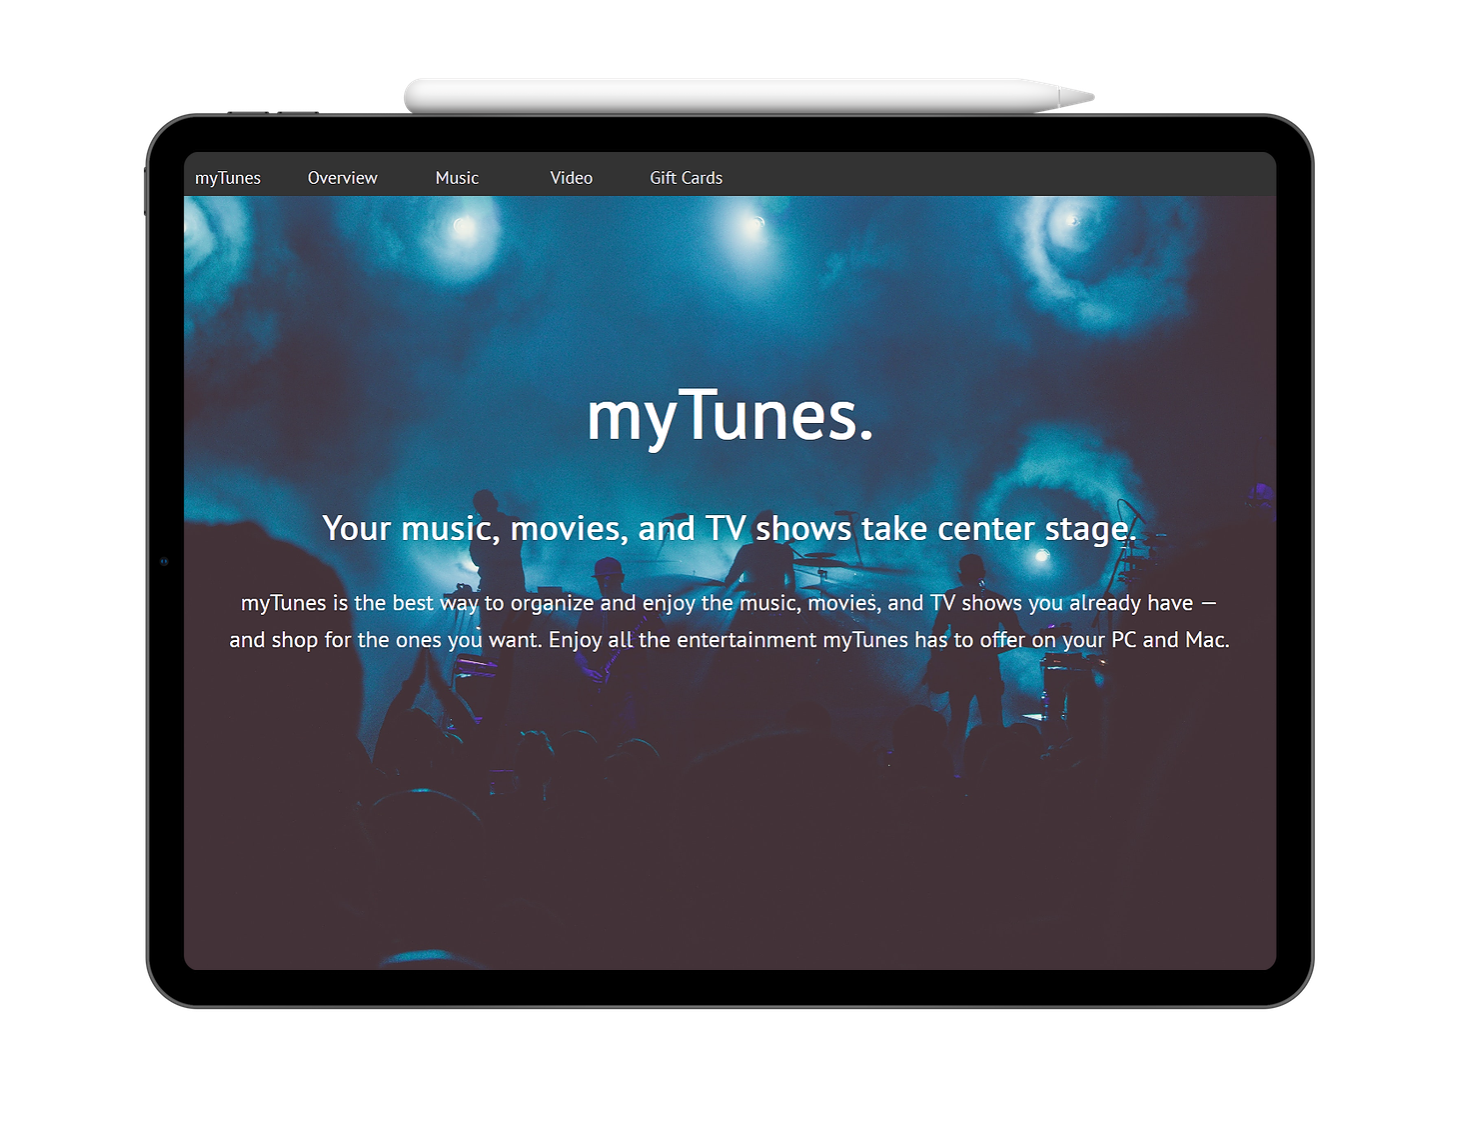 myTunes Overview Music Video Gift Cards
myTunes.
Your music, movies, and TV shows take center stage.
myTunes is the best way to organize and enjoy the music, movies, and TV shows you already have —
and shop for the ones you want. Enjoy all the entertainment myTunes has to offer on your PC and Mac.